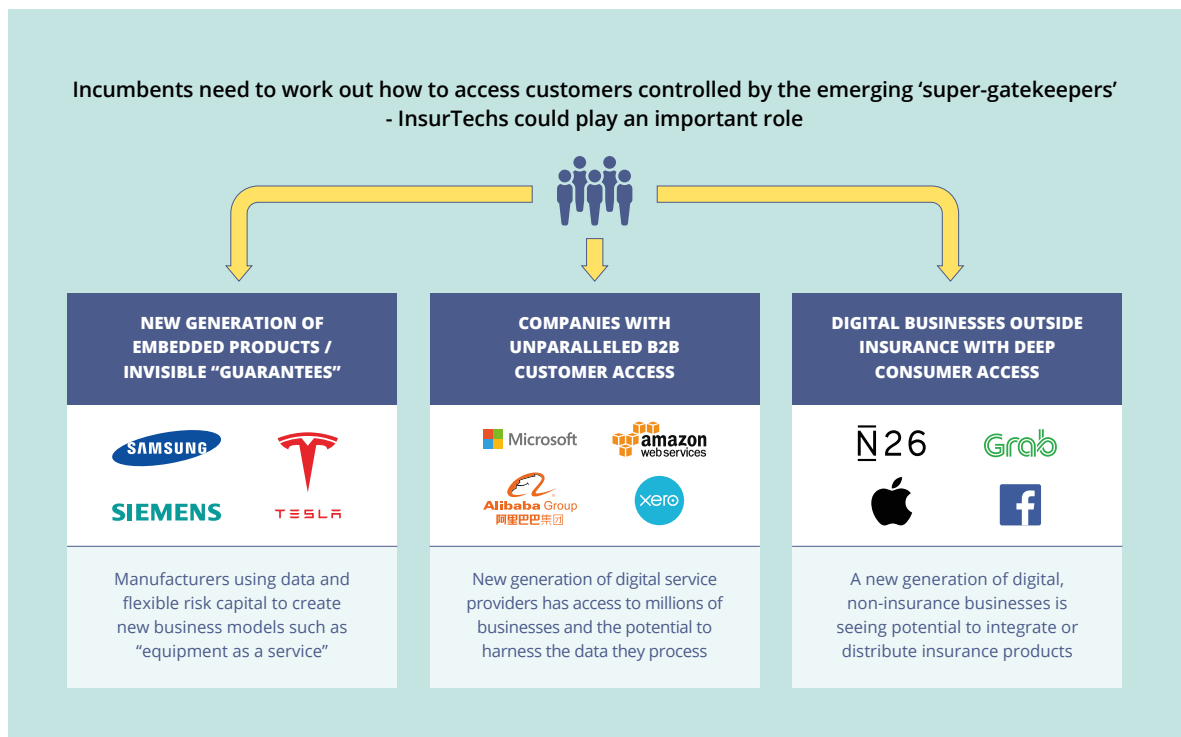 Incumbents need to work out how to access customers controlled by the emerging ‘super-gatekeepers’
- InsurTechs could play an important role
NEW GENERATION OF
EMBEDDED PRODUCTS /
INVISIBLE “GUARANTEES”
SAMSUNG
SIEMENS
TESLA
Manufacturers using data and
flexible risk capital to create
new business models such as
“equipment as a service”
COMPANIES WITH
UNPARALLELED B2B
CUSTOMER ACCESS
Microsoft
amazon
webservices
Alibaba Group
阿里巴巴集团
xero
New generation of digital service
providers has access to millions of
businesses and the potential to
harness the data they process
DIGITAL BUSINESSES OUTSIDE
INSURANCE WITH DEEP
CONSUMER ACCESS
N26
Grab
f
A new generation of digital,
non-insurance businesses is
seeing potential to integrate or
distribute insurance products